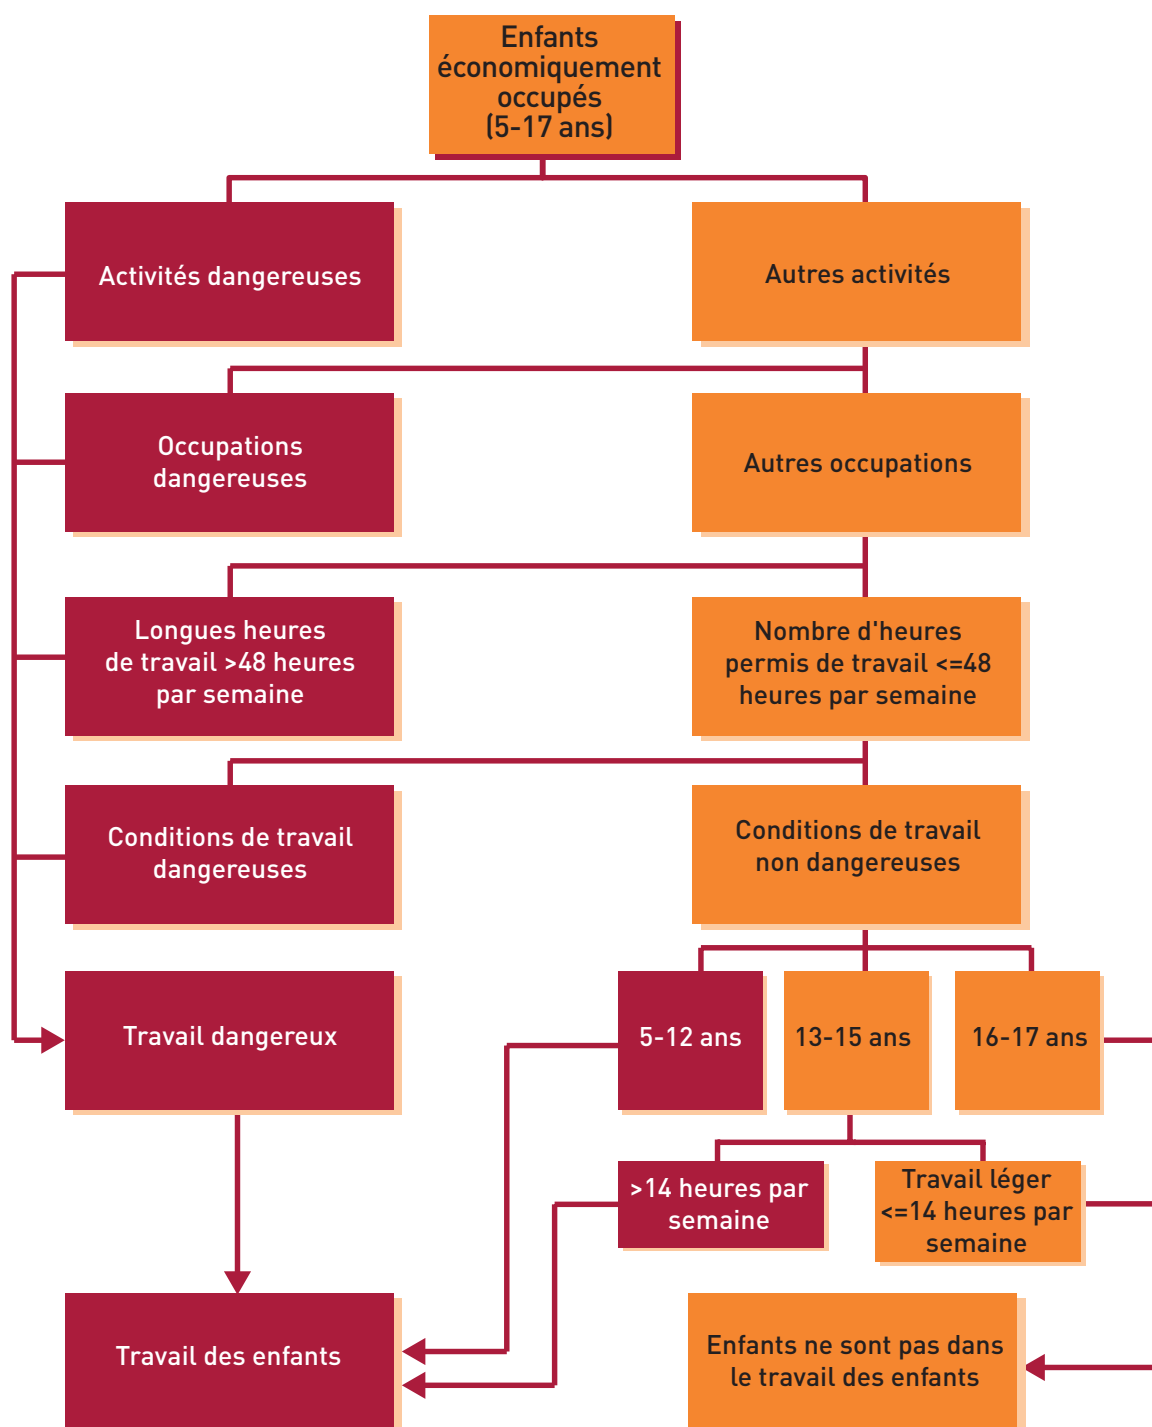 Enfants
économiquement
occupés
(5-17 ans)
Activités dangereuses
Autres activités
Occupations
dangereuses
Autres occupations
Longues heures
de travail >48 heures
par semaine
Nombre d'heures
permis de travail <=48
heures par semaine
Conditions de travail
dangereuses
Conditions de travail
non dangereuses
Travail dangereux
5-12 ans
13-15 ans
16-17 ans
>14 heures par
semaine
Travail léger
<=14 heures par
semaine
Travail des enfants
Enfants ne sont pas dans
le travail des enfants